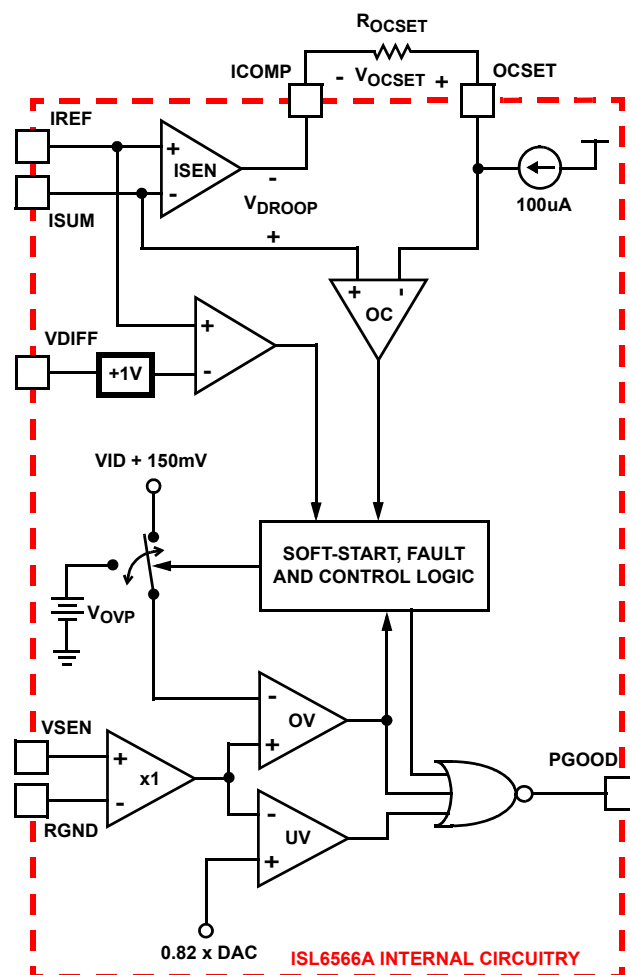 ROCSET
ICOMP
- VOCSET +
OCSET
IREF
+
ISEN
-
-
VDROOP
+
ISUM
100uA
+ -
OC
VDIFF
+1V
+
-
VID + 150mV
SOFT-START, FAULT
AND CONTROL LOGIC
VOVP
-
OV
+
VSEN
+
x1
-
RGND
-
UV
+
PGOOD
0.82 x DAC
ISL6566A INTERNAL CIRCUITRY